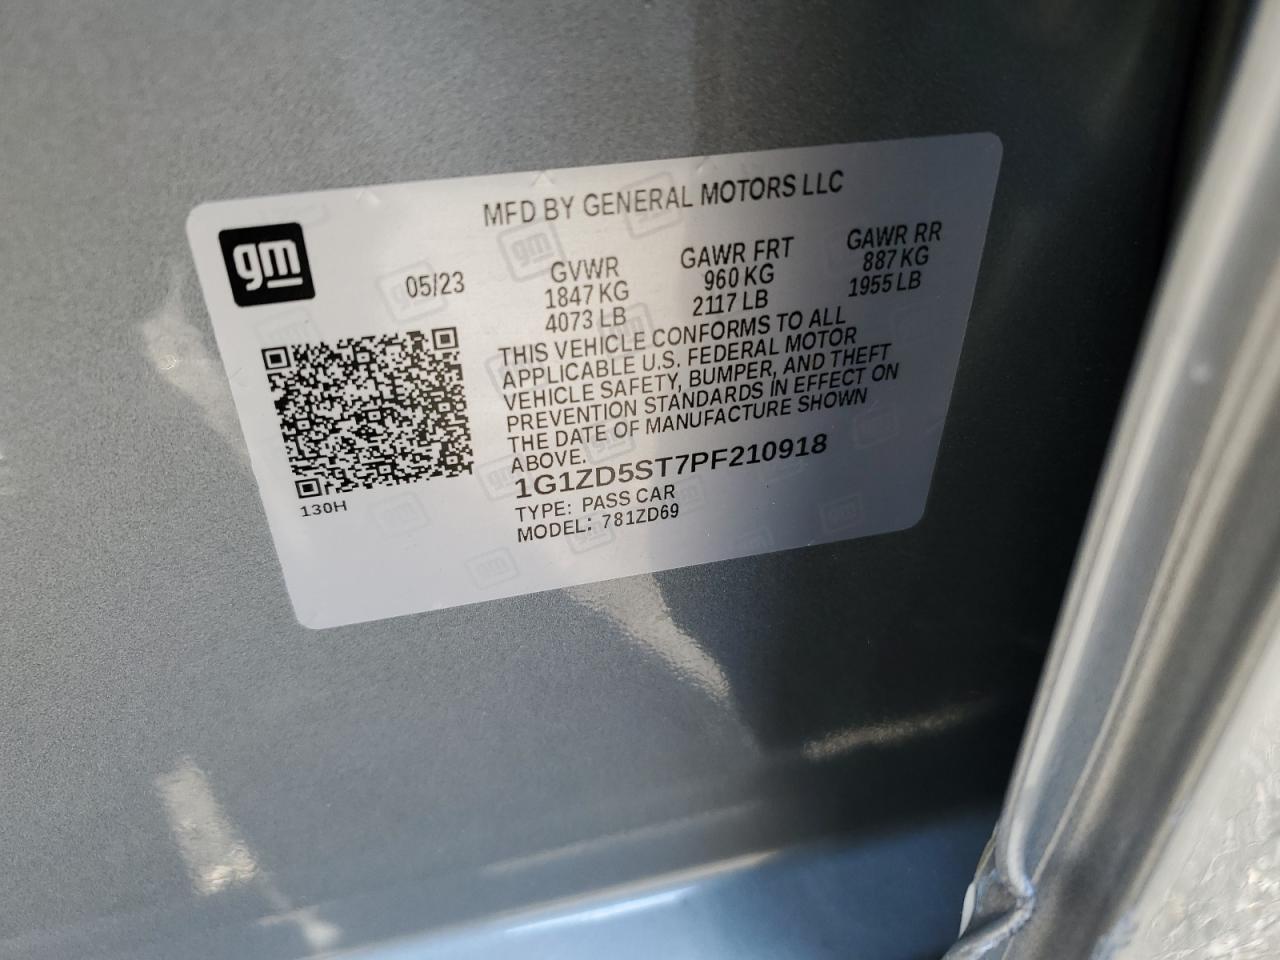 MFD BY GENERAL MOTORS LLC
gm
05/23
GVWR
1847 KG
4073 LB
GAWR FRT
960 KG
2117 LB
GAWR RR
887 KG
1955 LB
THIS VEHICLE CONFORMS TO ALL
APPLICABLE U.S. FEDERAL MOTOR
VEHICLE SAFETY, BUMPER, AND THEFT
PREVENTION STANDARDS IN EFFECT ON
THE DATE OF MANUFACTURE SHOWN
ABOVE.
1G1ZD5ST7PF210918
TYPE: PASS CAR
MODEL: 781ZD69
130H